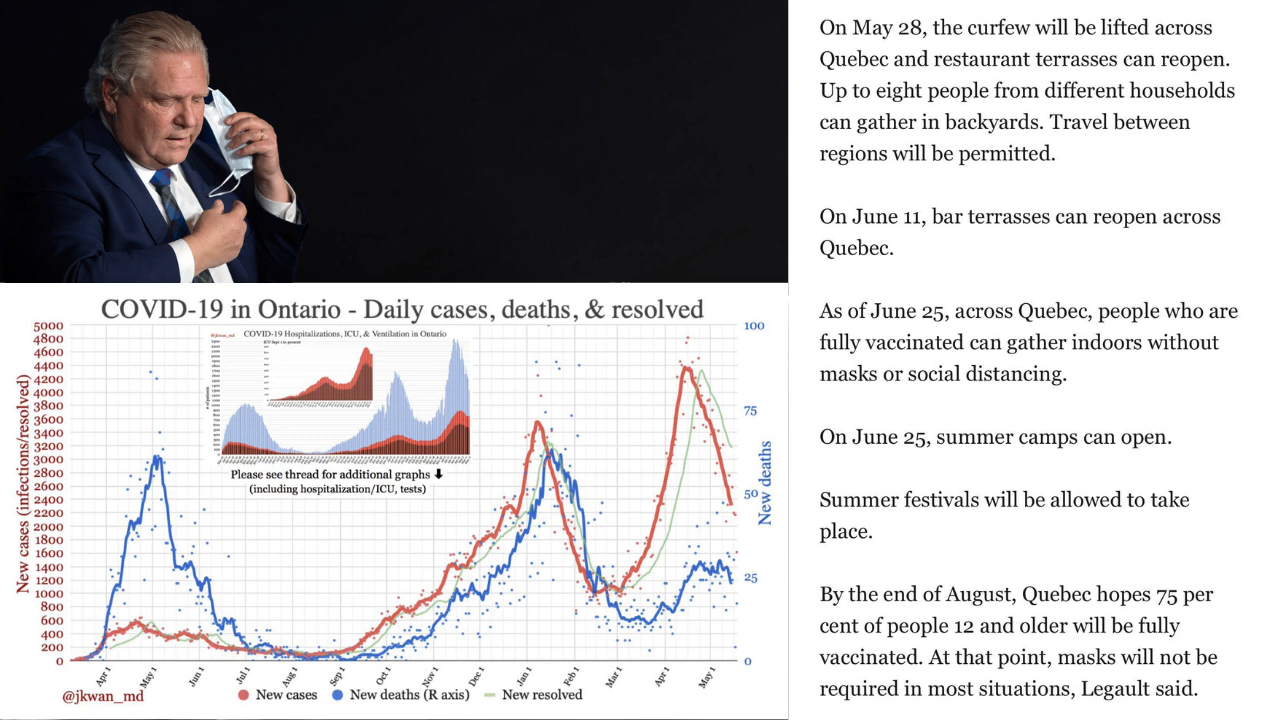 On May 28, the curfew will be lifted across
Quebec and restaurant terrasses can reopen.
Up to eight people from different households
can gather in backyards. Travel between
regions will be permitted.
On June 11, bar terrasses can reopen across
Quebec.
As of June 25, across Quebec, people who are
fully vaccinated can gather indoors without
masks or social distancing.
On June 25, summer camps can open.
Summer festivals will be allowed to take
place.
By the end of August, Quebec hopes 75 per
cent of people 12 and older will be fully
vaccinated. At that point, masks will not be
required in most situations, Legault said.
COVID-19 in Ontario - Daily cases, deaths, & resolved
New cases (infections/resolved)
5000
4800
4600
4400
4200
4000
3800
3600
3400
3200
3000
2800
2600
2400
2200
2000
1800
1600
1400
1200
1000
800
600
400
200
0
@jkwan_md
COVID-19 Hospitalizations, ICU, & Ventilation in Ontario
ICU Sept 1 to present
Please see thread for additional graphs ⬇
(including hospitalization/ICU, tests)
100
75
50
25
0
New deaths
Apr 1
May 1
Jun 1
Jul 1
Aug 1
Sep 1
Oct 1
Nov 1
Dec 1
Jan 1
Feb 1
Mar 1
Apr 1
May 1
@jkwan_md
New cases
New deaths (R axis)
New resolved